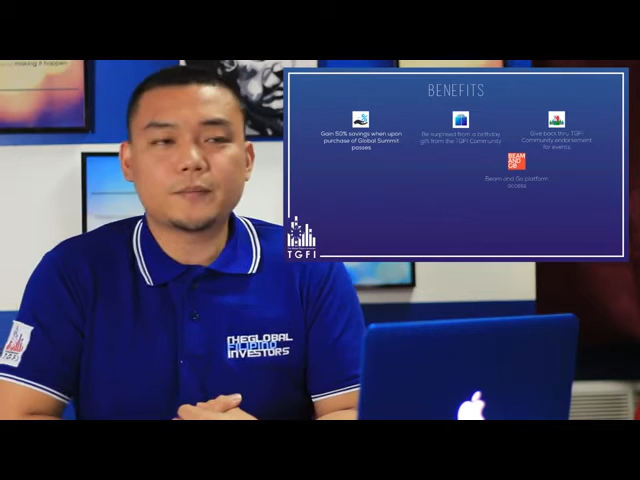 making it happen
BENEFITS
Gain 50% savings when upon
purchase of Global Summit
passes
Be surprised from a birthday
gift from the TGFI Community
Give back thru TGFI
Community endorsement
for events
BEAM
AND
GO
Beam and Go platform
access
TGFI
THEGLOBAL
FILIPINO
INVESTORS
TGFI